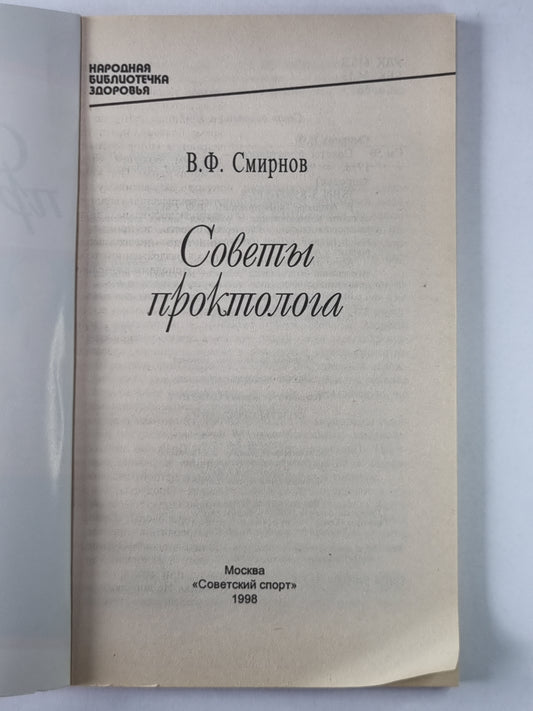 НАРОДНАЯ
БИБЛИОТЕЧКА
ЗДОРОВЬЯ
В.Ф. Смирнов
Советы
проктолога
Москва
«Советский спорт»
1998